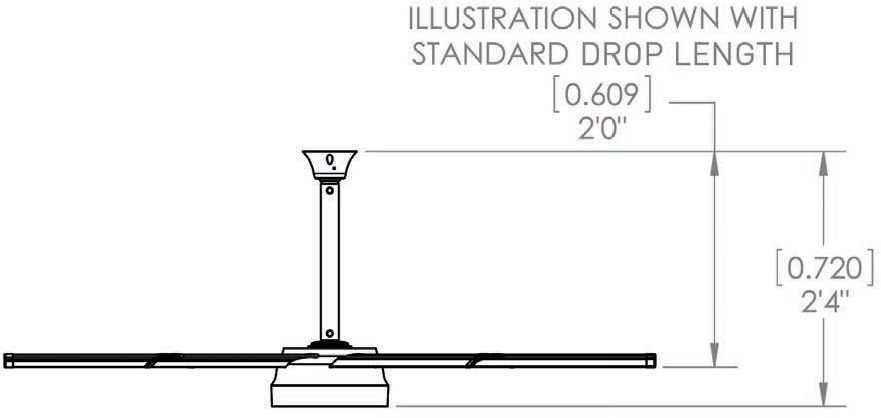 ILLUSTRATION SHOWN WITH
STANDARD DROP LENGTH
[0.609]
2'0"
[0.720]
2'4"